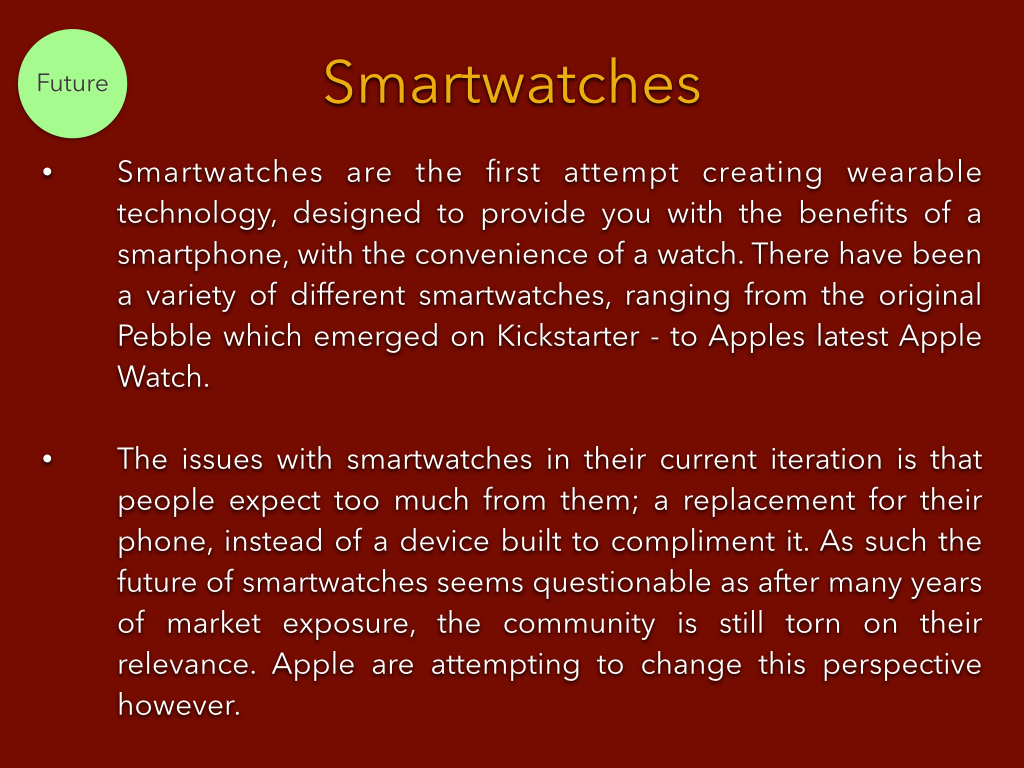 Future
Smartwatches
• Smartwatches are the first attempt creating wearable
technology, designed to provide you with the benefits of a
smartphone, with the convenience of a watch. There have been
a variety of different smartwatches, ranging from the original
Pebble which emerged on Kickstarter - to Apples latest Apple
Watch.
• The issues with smartwatches in their current iteration is that
people expect too much from them; a replacement for their
phone, instead of a device built to compliment it. As such the
future of smartwatches seems questionable as after many years
of market exposure, the community is still torn on their
relevance. Apple are attempting to change this perspective
however.